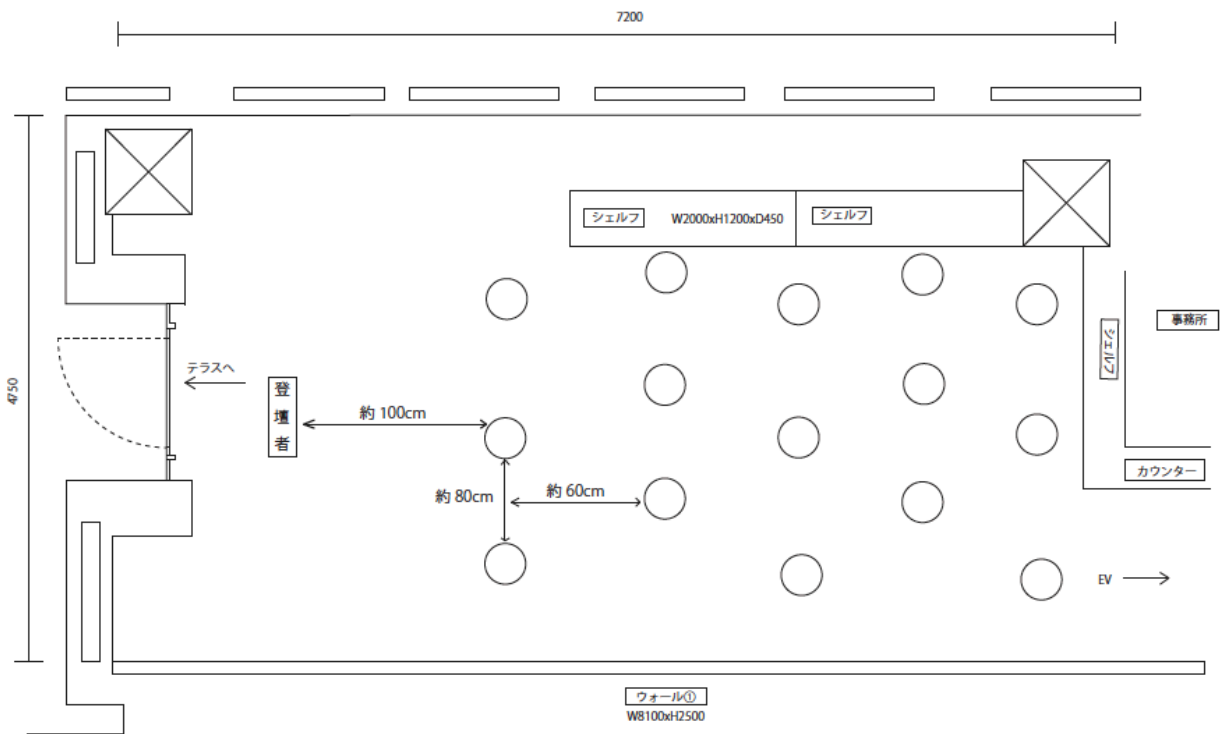 7200
シェルフ
W2000xH1200xD450
シェルフ
事務所
シェルフ
4750
テラスへ
登壇者
約 100cm
カウンター
約 80cm
約 60cm
EV
ウォール①
W8100xH2500